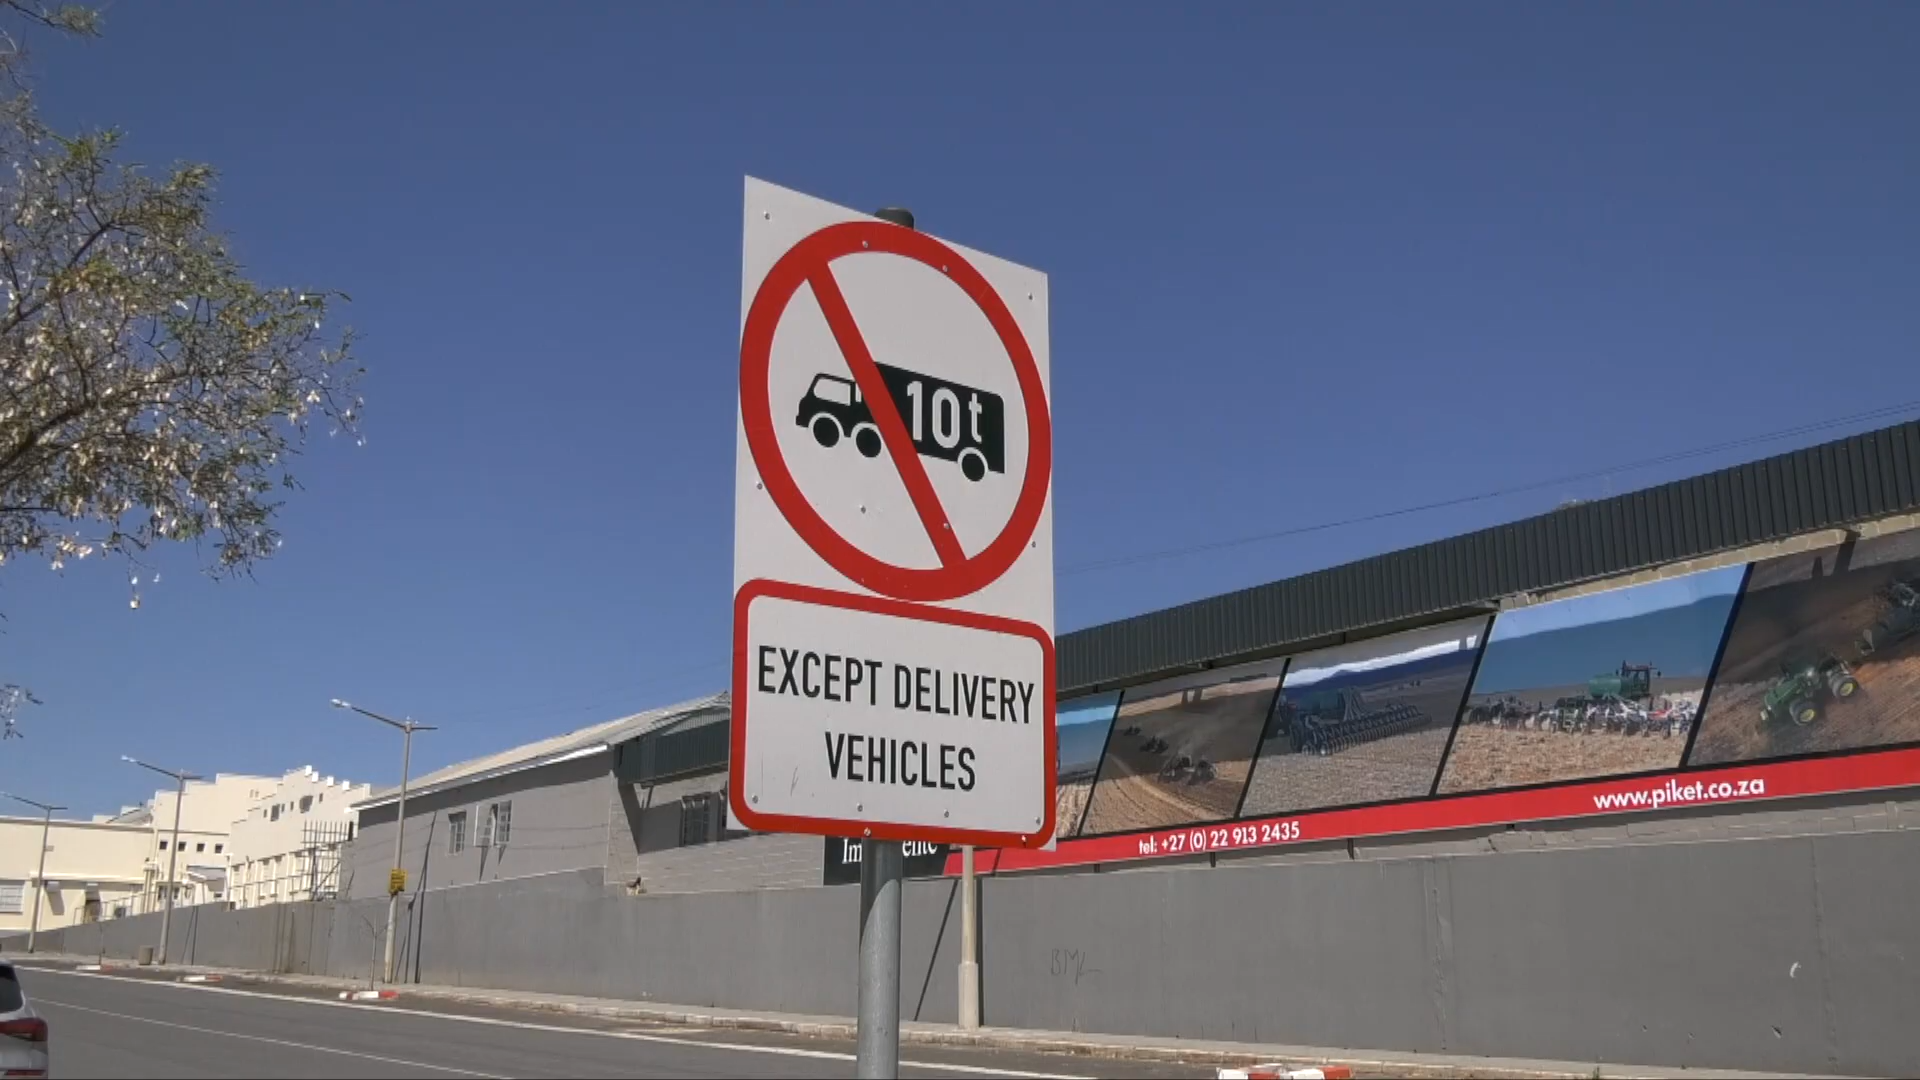 10t
EXCEPT DELIVERY
VEHICLES
www.piket.co.za
tel: +27 (0) 22 913 2435